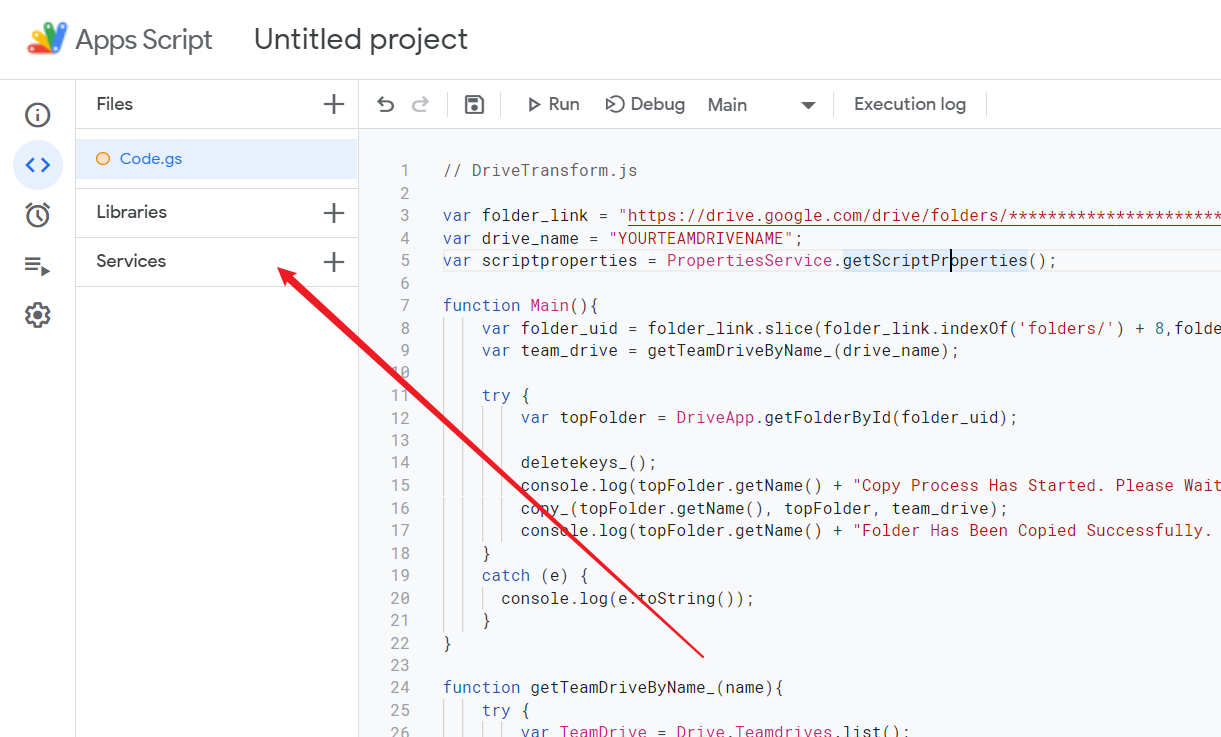 Apps Script Untitled project
Files
Code.gs
Libraries
Services
Run Debug Main Execution log
1 // DriveTransform.js
2
3 var folder_link = "https://drive.google.com/drive/folders/**********************
4 var drive_name = "YOURTEAMDRIVENAME";
5 var scriptproperties = PropertiesService.getScriptProperties();
6
7 function Main(){
8 var folder_uid = folder_link.slice(folder_link.indexOf('folders/') + 8,folde
9 var team_drive = getTeamDriveByName_(drive_name);
10
11 try {
12 var topFolder = DriveApp.getFolderById(folder_uid);
13
14 deletekeys_();
15 console.log(topFolder.getName() + "Copy Process Has Started. Please Wait
16 copy_(topFolder.getName(), topFolder, team_drive);
17 console.log(topFolder.getName() + "Folder Has Been Copied Successfully.
18 }
19 catch (e) {
20 console.log(e.toString());
21 }
22 }
23
24 function getTeamDriveByName_(name){
25 try {
26 var TeamDrive = Drive.Teamdrives.list();